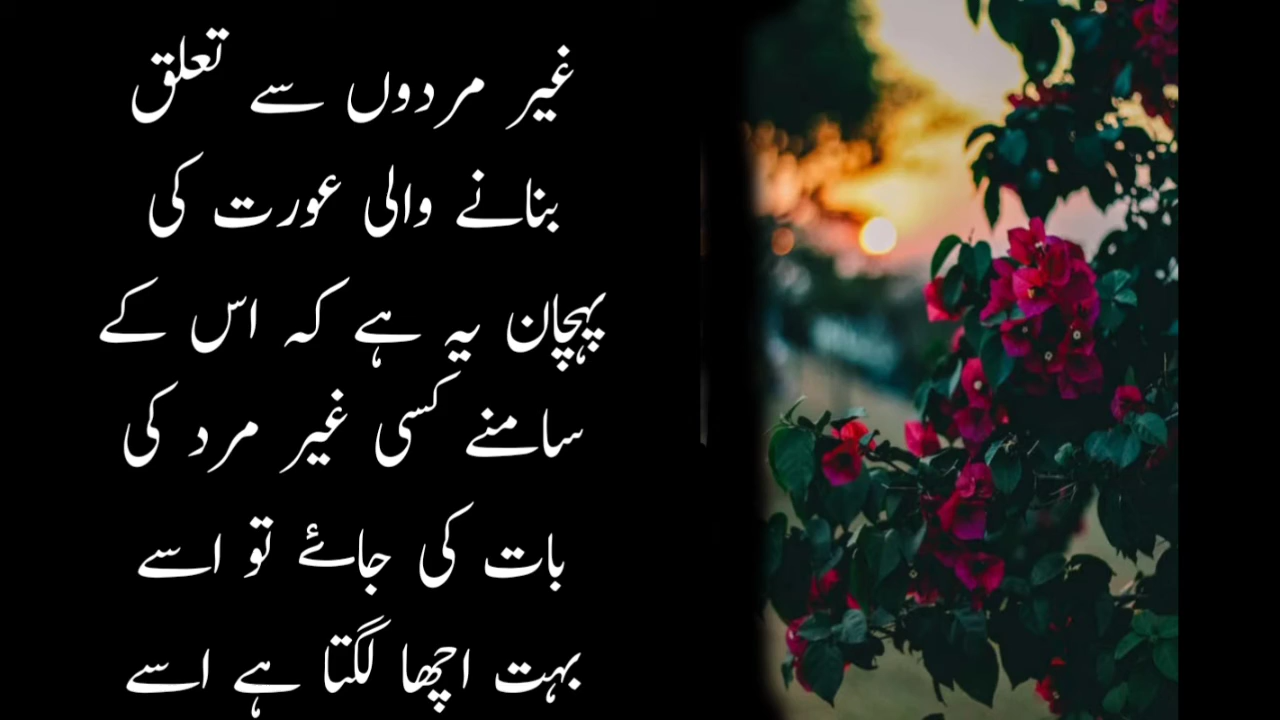 غیر مردوں سے تعلق
بنانے والی عورت کی
پہچان یہ ہے کہ اس کے
سامنے کسی غیر مرد کی
بات کی جائے تو اسے
بہت اچھا لگتا ہے اسے